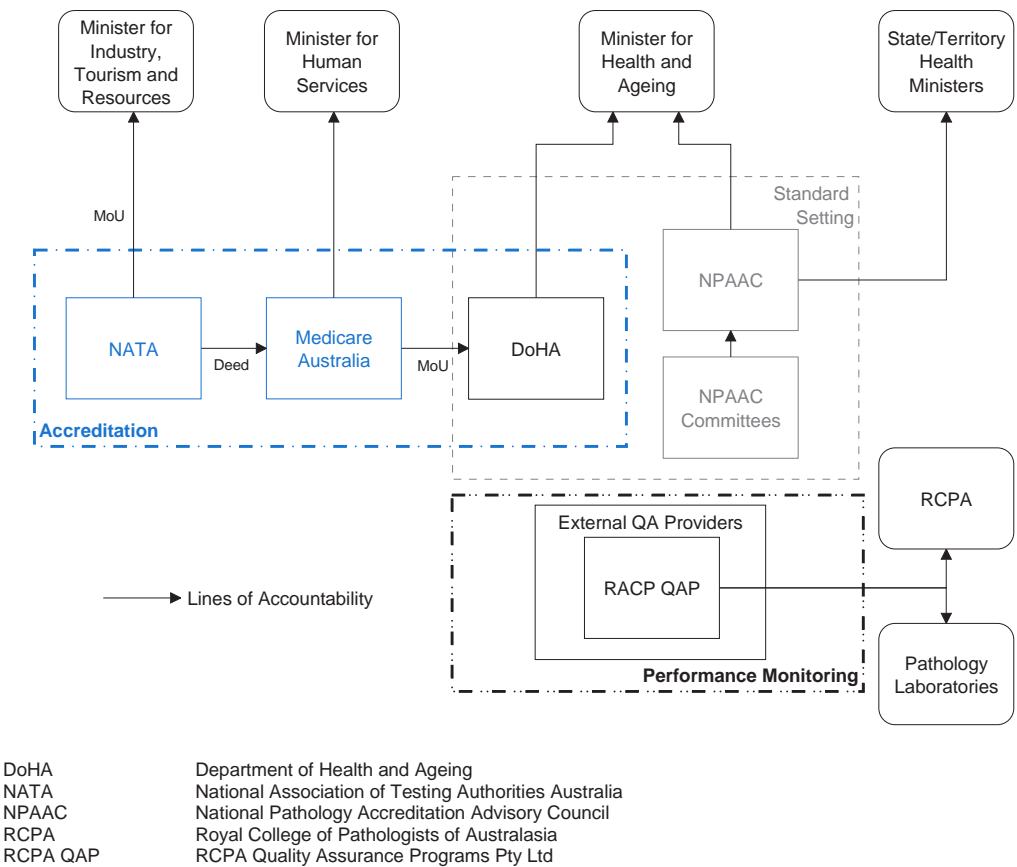 Minister for
Industry,
Tourism and
Resources
Minister for
Human
Services
Minister for
Health and
Ageing
State/Territory
Health
Ministers
MoU
Standard
Setting
NPAAC
NATA
Deed
Medicare
Australia
MoU
DoHA
NPAAC
Committees
Accreditation
External QA Providers
RACP QAP
Performance Monitoring
RCPA
Pathology
Laboratories
Lines of Accountability
DoHA Department of Health and Ageing
NATA National Association of Testing Authorities Australia
NPAAC National Pathology Accreditation Advisory Council
RCPA Royal College of Pathologists of Australasia
RCPA QAP RCPA Quality Assurance Programs Pty Ltd